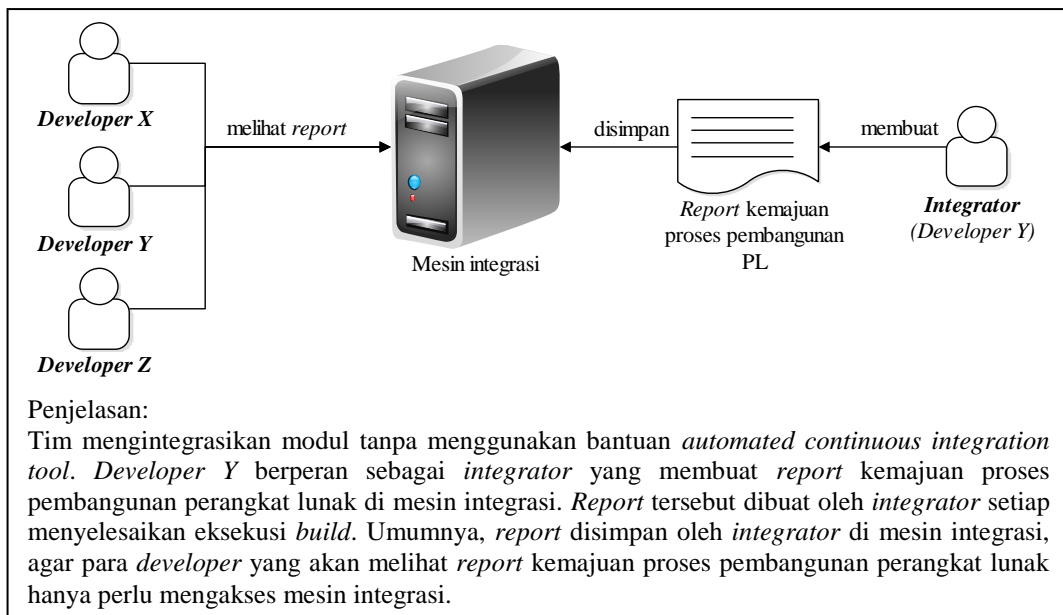 Developer X
melihat report
disimpan
membuat
Developer Y
Report kemajuan
proses pembangunan
PL
Integrator
(Developer Y)
Mesin integrasi
Developer Z
Penjelasan:
Tim mengintegrasikan modul tanpa menggunakan bantuan automated continuous integration
tool. Developer Y berperan sebagai integrator yang membuat report kemajuan proses
pembangunan perangkat lunak di mesin integrasi. Report tersebut dibuat oleh integrator setiap
menyelesaikan eksekusi build. Umumnya, report disimpan oleh integrator di mesin integrasi,
agar para developer yang akan melihat report kemajuan proses pembangunan perangkat lunak
hanya perlu mengakses mesin integrasi.